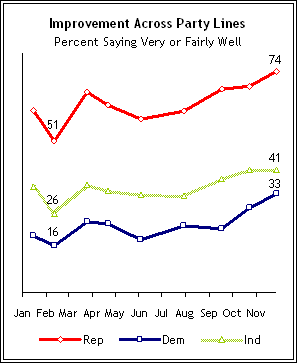 Improvement Across Party Lines
Percent Saying Very or Fairly Well
74
51
41
33
26
16
Jan Feb Mar Apr May Jun Jul Aug Sep Oct Nov
Rep Dem Ind